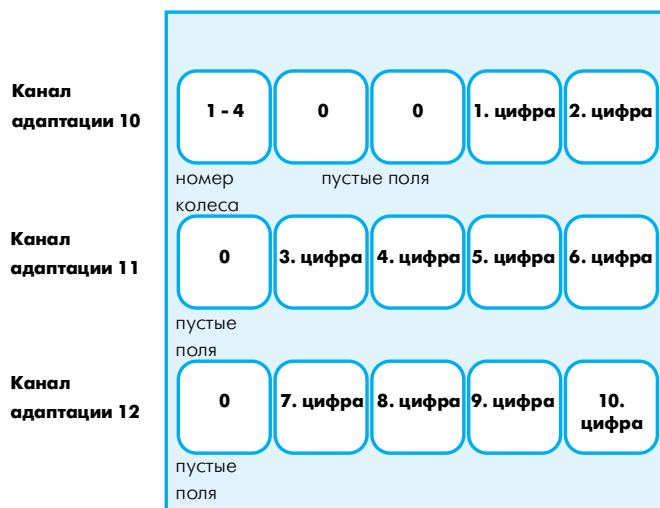 Канал
адаптации 10
1 - 4 0 0 1. цифра 2. цифра
номер пустые поля
колеса
Канал
адаптации 11
0 3. цифра 4. цифра 5. цифра 6. цифра
пустые
поля
Канал
адаптации 12
0 7. цифра 8. цифра 9. цифра 10.
цифра
пустые
поля